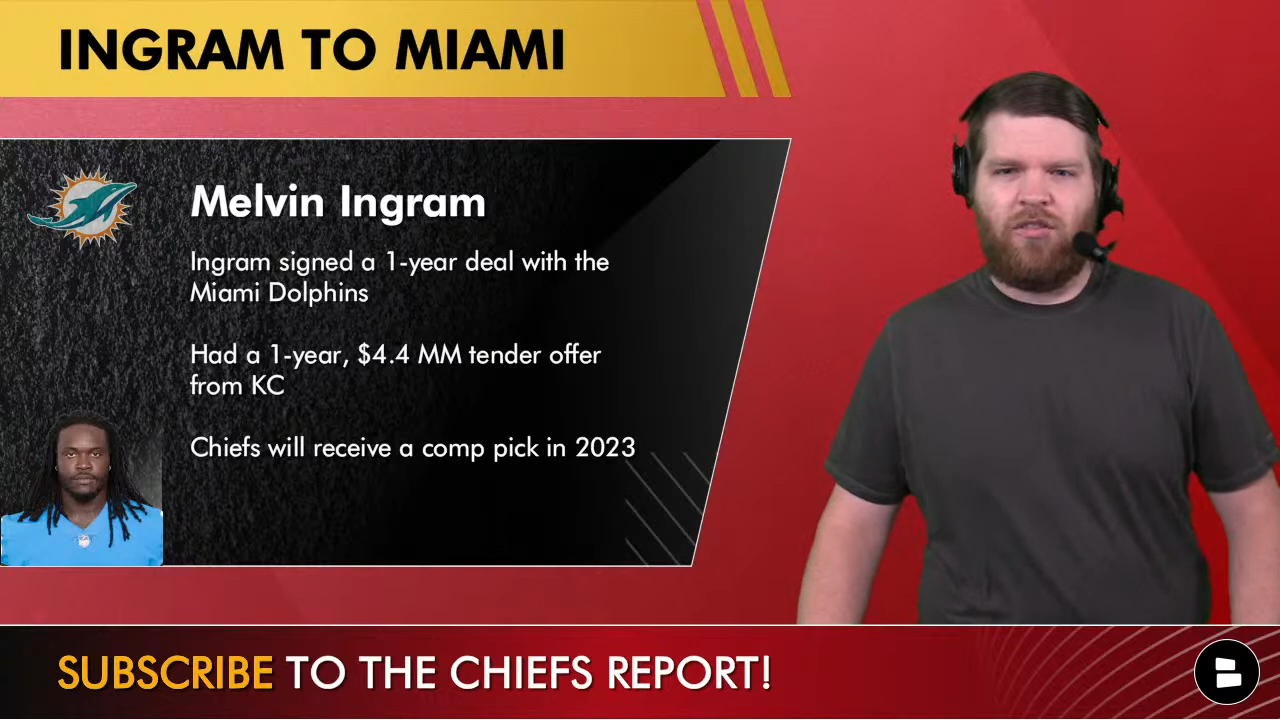 INGRAM TO MIAMI
Melvin Ingram
Ingram signed a 1-year deal with the
Miami Dolphins
Had a 1-year, $4.4 MM tender offer
from KC
Chiefs will receive a comp pick in 2023
SUBSCRIBE TO THE CHIEFS REPORT!